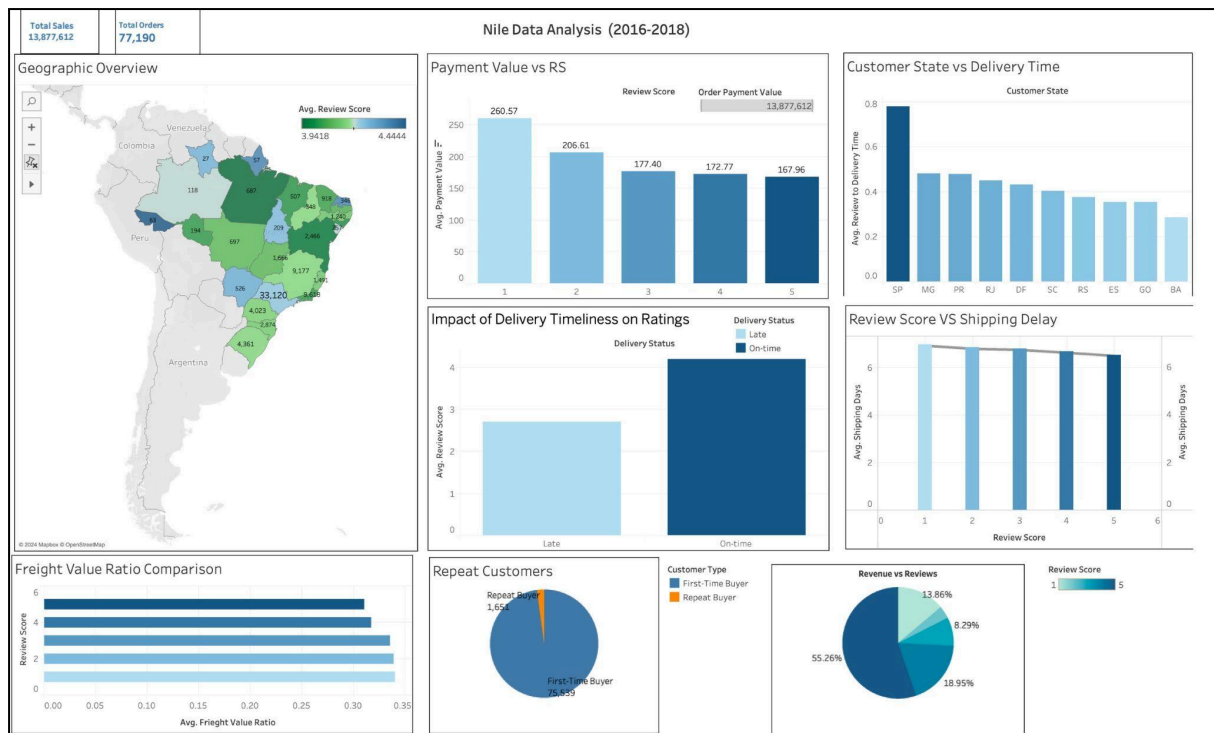 Total Sales
13,877,612
Total Orders
77,190
Nile Data Analysis (2016-2018)
Geographic Overview
Avg. Review Score
3.9418 4.4444
Venezuela
Colombia
Peru
Argentina
27
57
118
687
507
918
346
1,240
63
194
697
209
2,466
1,666
9,177
1,491
526
33,120
4,023
2,874
4,361
© 2024 Mapbox © OpenStreetMap
Payment Value vs RS
Review Score
Order Payment Value
13,877,612
Avg. Payment Value
250
200
150
100
50
0
260.57
206.61
177.40
172.77
167.96
1 2 3 4 5
Customer State vs Delivery Time
Customer State
Avg. Review to Delivery Time
0.8
0.6
0.4
0.2
0.0
SP MG PR RJ DF SC RS ES GO BA
Impact of Delivery Timeliness on Ratings
Delivery Status
Late
On-time
Delivery Status
Avg. Review Score
4
3
2
1
0
Late On-time
Review Score VS Shipping Delay
Avg. Shipping Days
6
4
2
0
6
4
2
0
Avg. Shipping Days
0 1 2 3 4 5 6
Review Score
Freight Value Ratio Comparison
Review Score
6
4
2
0
0.00 0.05 0.10 0.15 0.20 0.25 0.30 0.35
Avg. Frieght Value Ratio
Repeat Customers
Repeat Buyer
1,651
First-Time Buyer
75,539
Customer Type
First-Time Buyer
Repeat Buyer
Revenue vs Reviews
13.86%
8.29%
18.95%
55.26%
Review Score
1 5